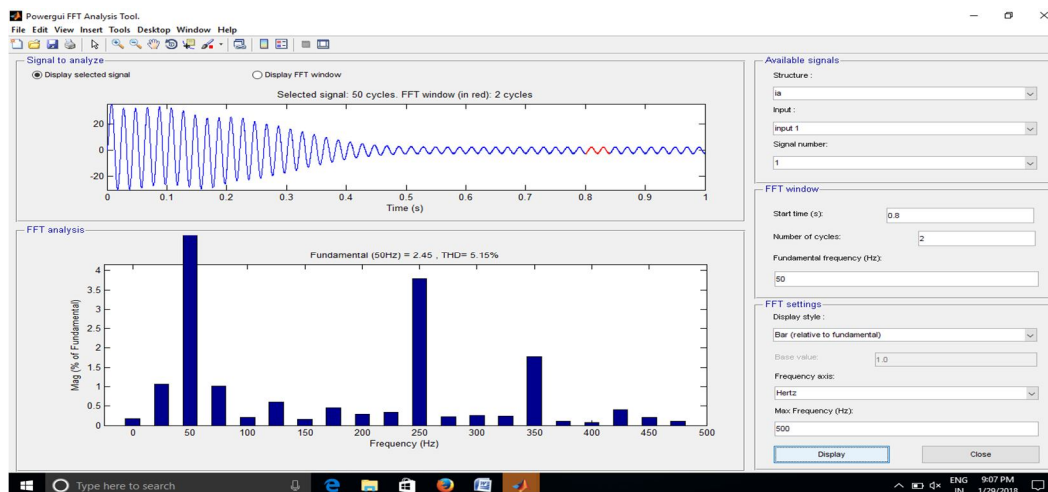 Powergui FFT Analysis Tool.
File Edit View Insert Tools Desktop Window Help
Signal to analyze
Display selected signal
Display FFT window
Selected signal: 50 cycles. FFT window (in red): 2 cycles
20
0
-20
0 0.1 0.2 0.3 0.4 0.5 0.6 0.7 0.8 0.9 1
Time (s)
FFT analysis
Fundamental (50Hz) = 2.45 , THD= 5.15%
4
3.5
3
2.5
2
1.5
1
0.5
0
Mag (% of Fundamental)
0 50 100 150 200 250 300 350 400 450 500
Frequency (Hz)
Available signals
Structure :
ia
Input :
input 1
Signal number:
1
FFT window
Start time (s):
0.8
Number of cycles:
2
Fundamental frequency (Hz):
50
FFT settings
Display style :
Bar (relative to fundamental)
Base value:
1.0
Frequency axis:
Hertz
Max Frequency (Hz):
500
Display
Close
Type here to search
ENG
IN
9:07 PM
1/29/2018